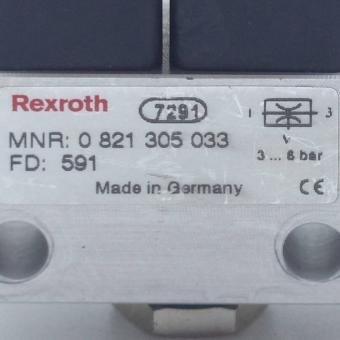 Rexroth 7291 1 3
MNR: 0 821 305 033 V
FD: 591 3 ... 8 bar
Made in Germany CE